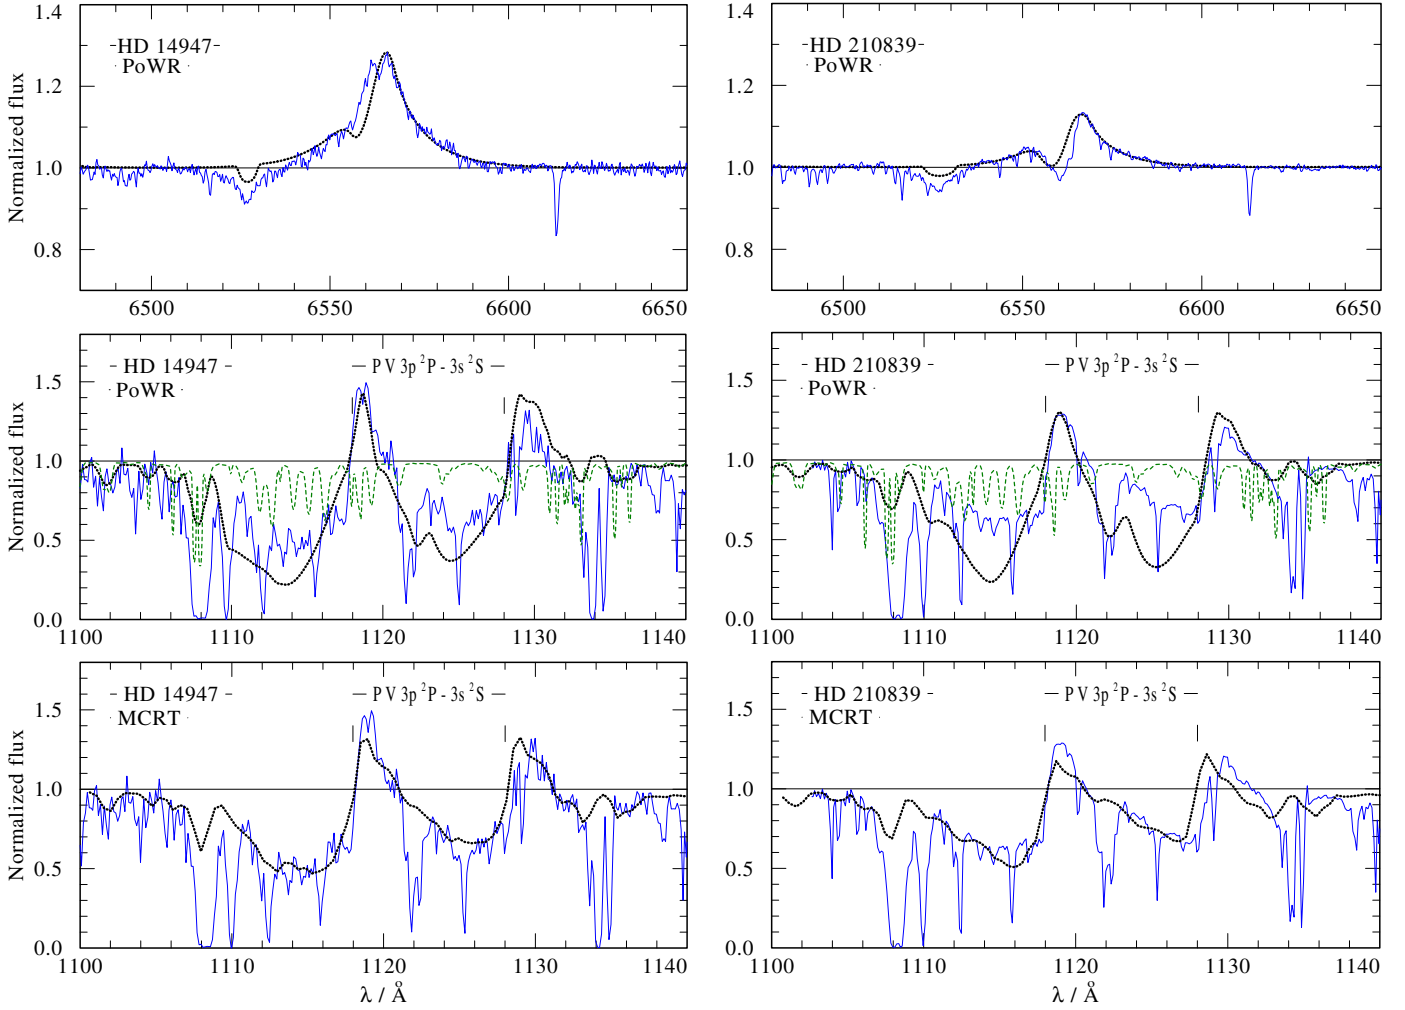 1.4
1.2
1.0
0.8
Normalized flux
HD 14947
PoWR
6500
6550
6600
6650
1.4
1.2
1.0
0.8
HD 210839
PoWR
6500
6550
6600
6650
1.5
1.0
0.5
0.0
Normalized flux
HD 14947
PoWR
P V 3p ²P - 3s ²S
1100
1110
1120
1130
1140
1.5
1.0
0.5
0.0
HD 210839
PoWR
P V 3p ²P - 3s ²S
1100
1110
1120
1130
1140
1.5
1.0
0.5
0.0
Normalized flux
HD 14947
MCRT
P V 3p ²P - 3s ²S
1100
1110
1120
1130
1140
λ / Å
1.5
1.0
0.5
0.0
HD 210839
MCRT
P V 3p ²P - 3s ²S
1100
1110
1120
1130
1140
λ / Å